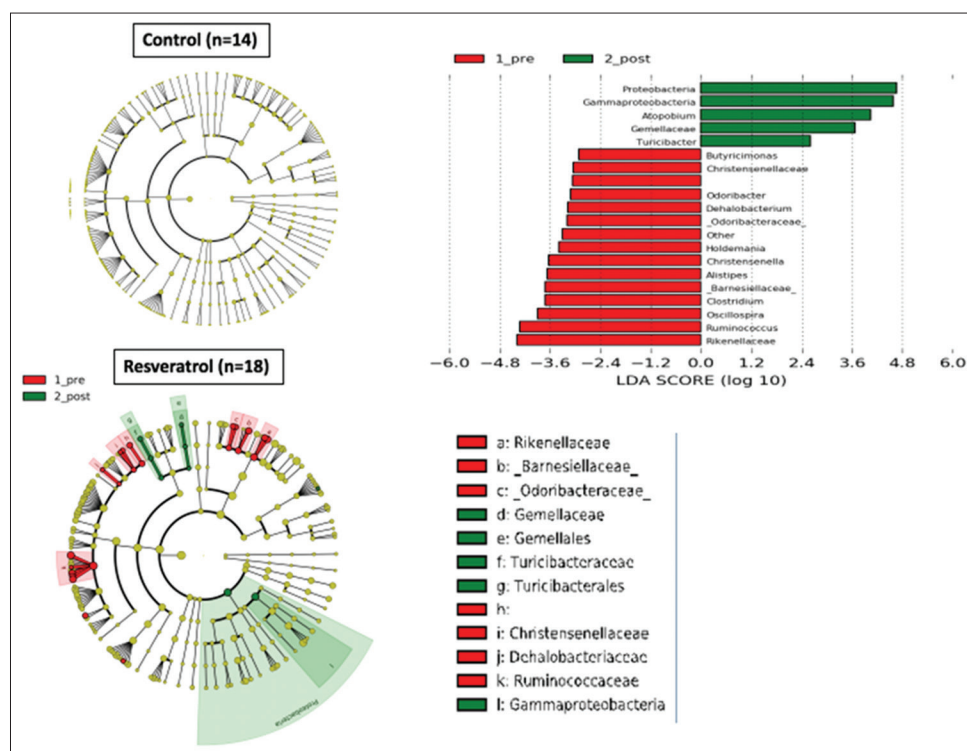 Control (n=14)
1_pre
2_post
Proteobacteria
Gammaproteobacteria
Atopobium
Gemellaceae
Turicibacter
Butyricimonas
Christensenellaceae
Odoribacter
Dehalobacterium
_Odoribacteraceae_
Other
Holdemania
Christensenella
Alistipes
_Barnesiellaceae_
Clostridium
Oscillospira
Ruminococcus
Rikenellaceae
−6.0 −4.8 −3.6 −2.4 −1.2 0.0 1.2 2.4 3.6 4.8 6.0
LDA SCORE (log 10)
Resveratrol (n=18)
1_pre
2_post
Proteobacteria
a: Rikenellaceae
b: _Barnesiellaceae_
c: _Odoribacteraceae_
d: Gemellaceae
e: Gemellales
f: Turicibacteraceae
g: Turicibacterales
h:
i: Christensenellaceae
j: Dehalobacteriaceae
k: Ruminococcaceae
l: Gammaproteobacteria